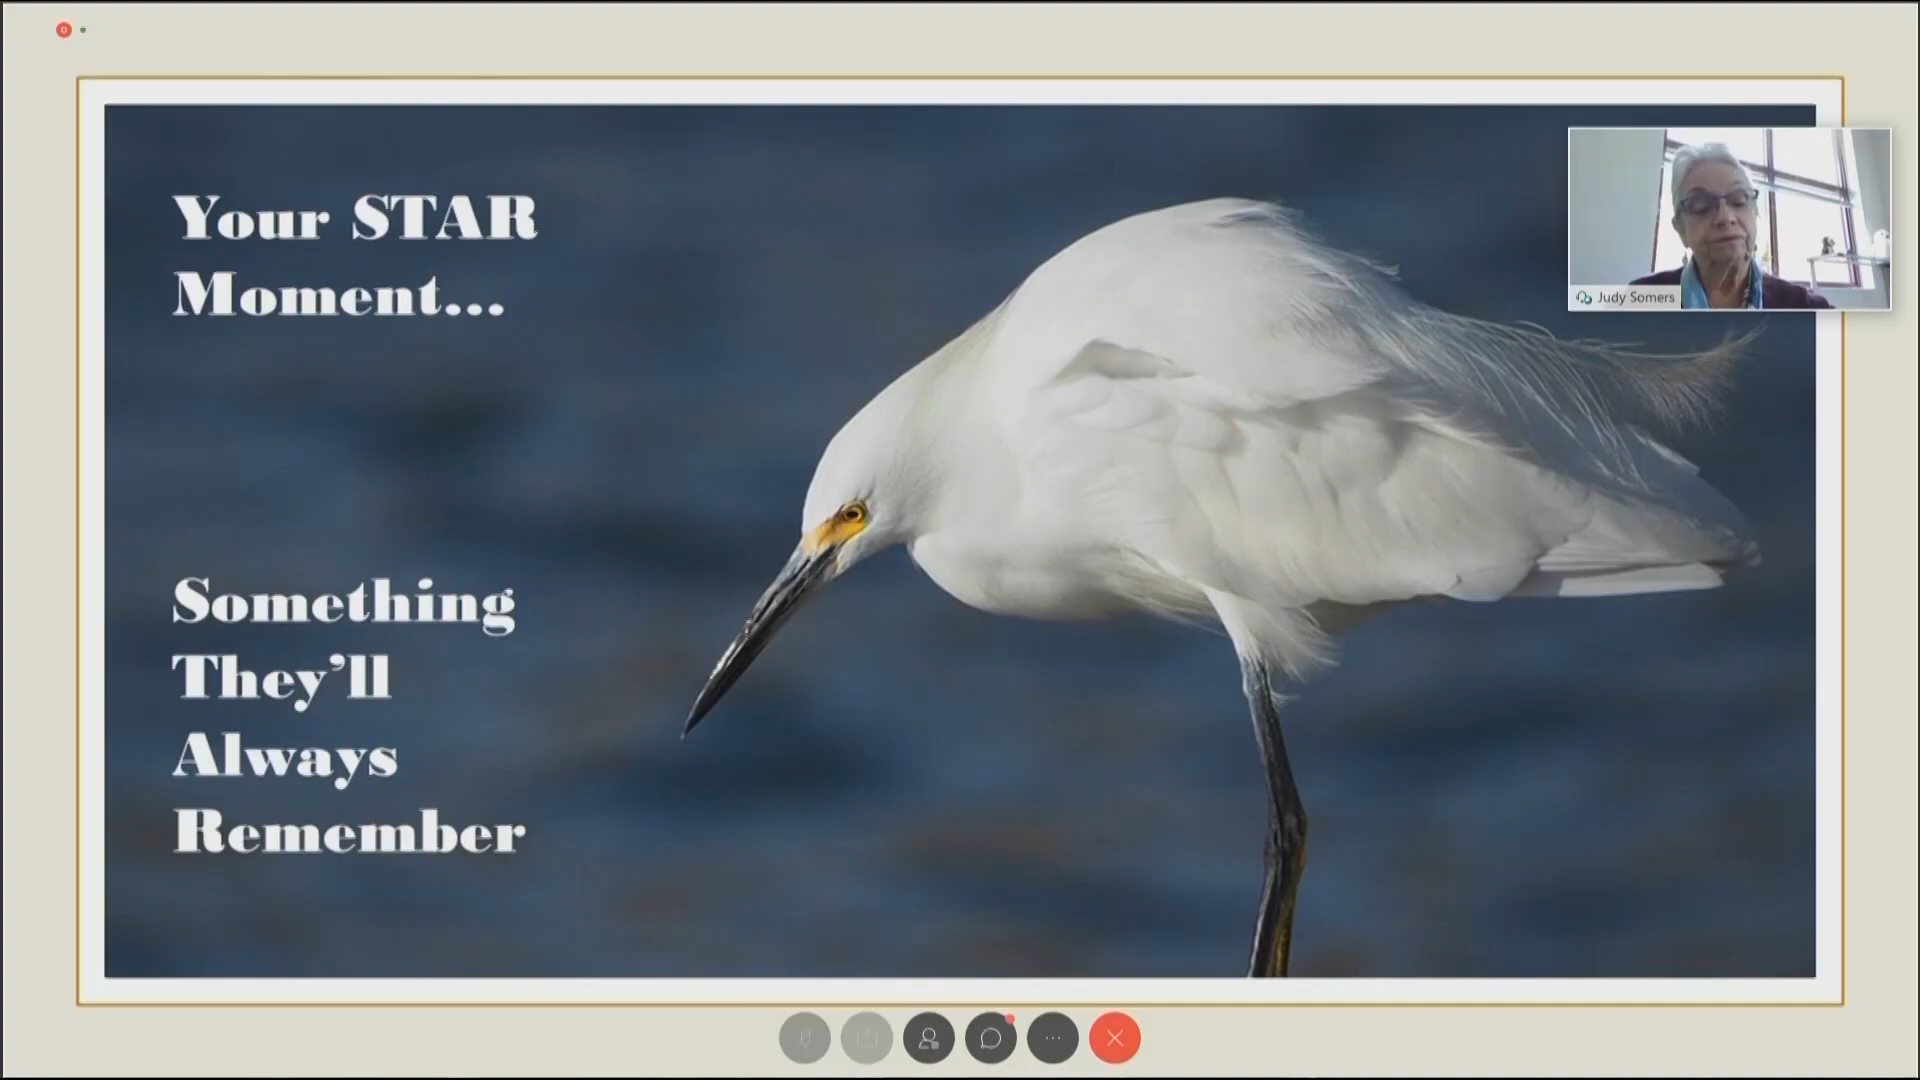 Your STAR
Moment...
Judy Somers
Something
They'll
Always
Remember